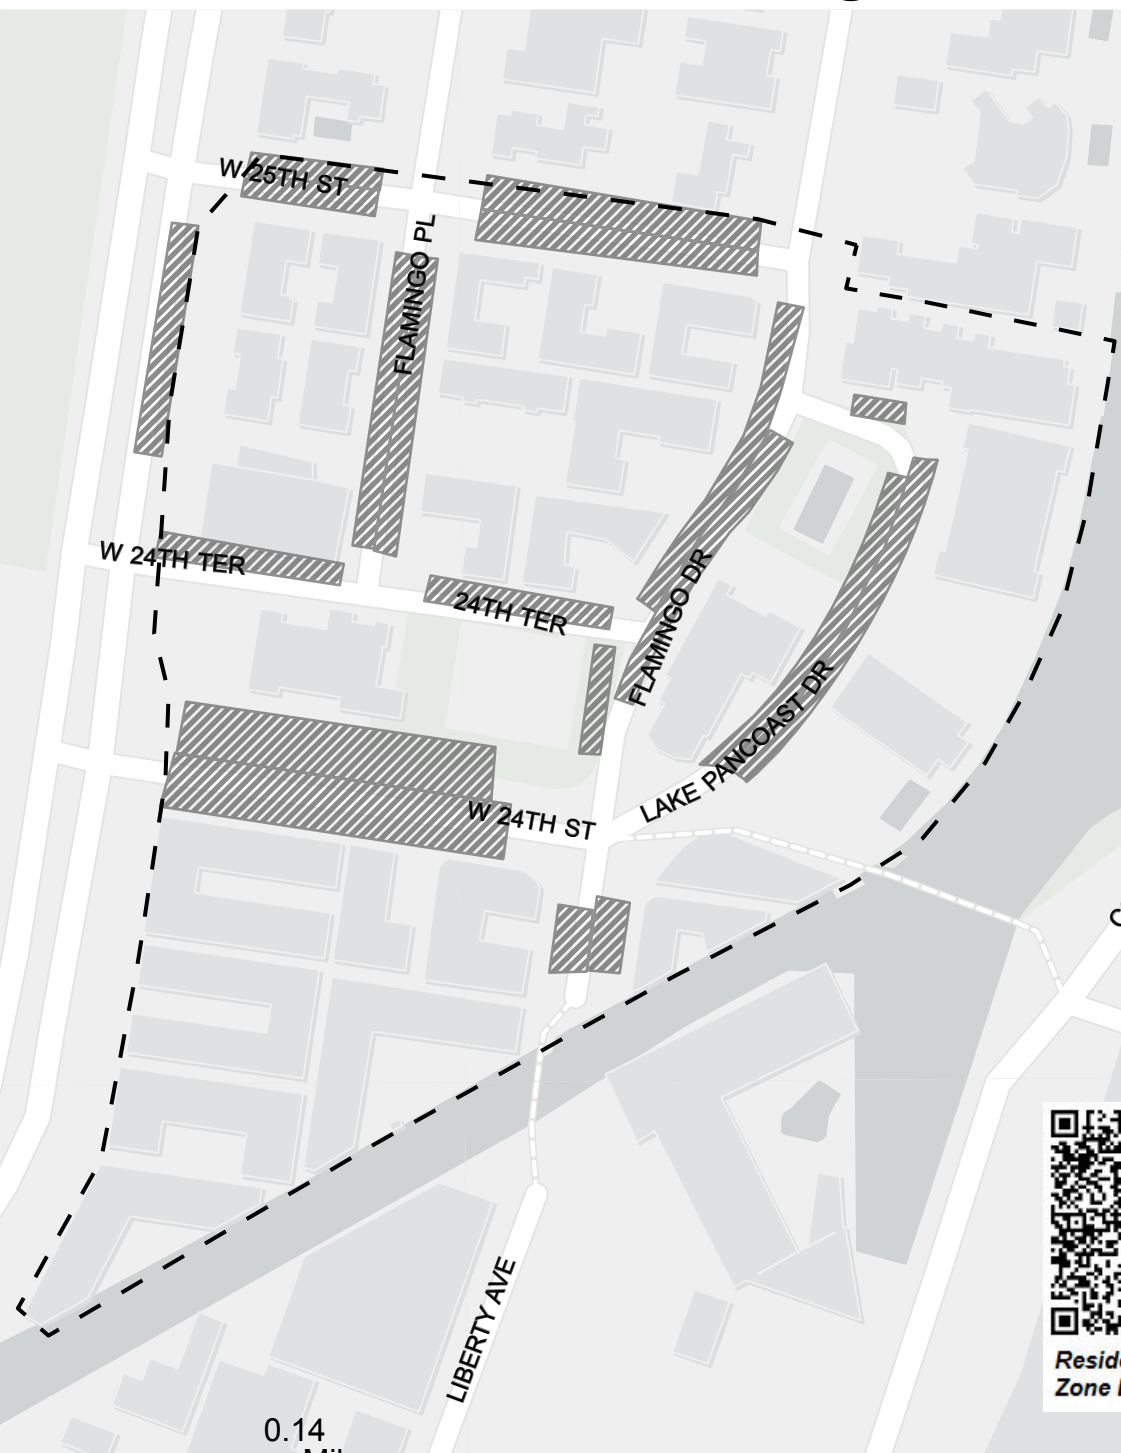 W 25TH ST
FLAMINGO PL
W 24TH TER
24TH TER
FLAMINGO DR
LAKE PANCOAST DR
W 24TH ST
LIBERTY AVE
0.14